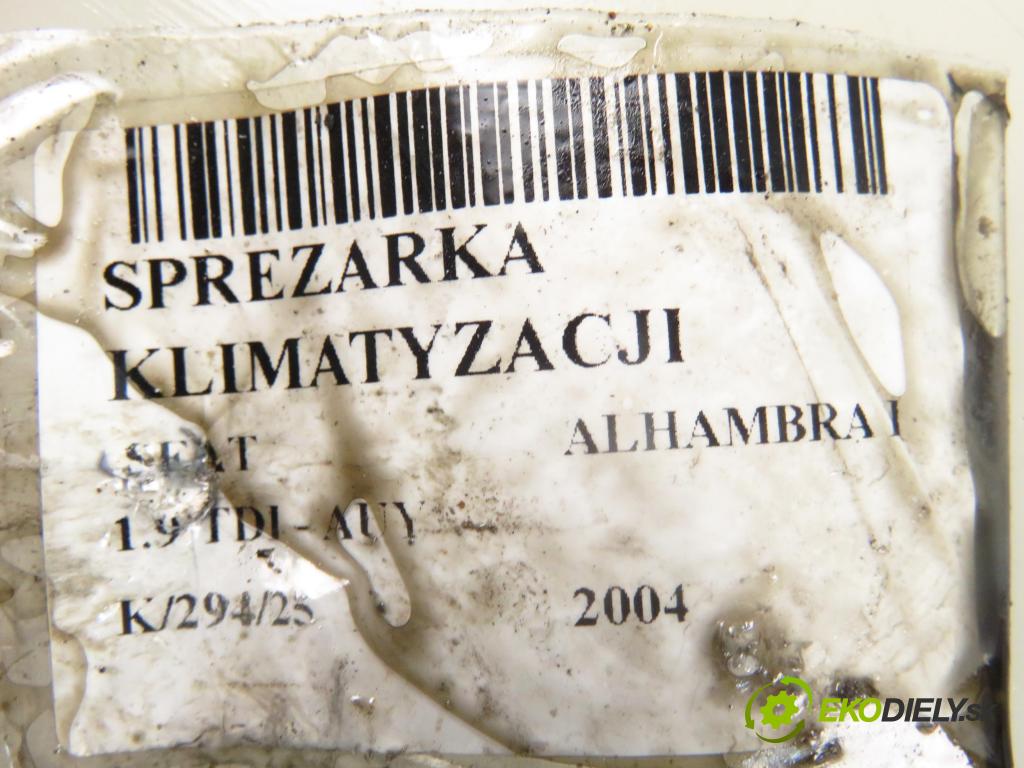 SPREZARKA
KLIMATYZACJI
SEAT ALHAMBRA I
1.9 TDI - AUY
K/294/25 2004
EKODIELY.sk